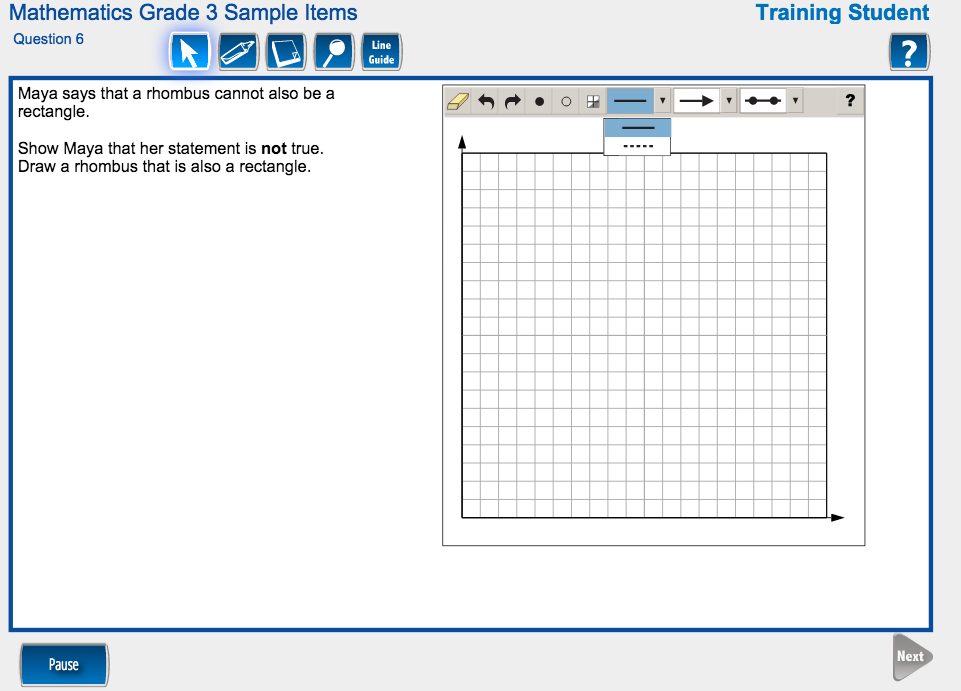 Mathematics Grade 3 Sample Items
Training Student
Question 6
Line
Guide
?
Maya says that a rhombus cannot also be a
rectangle.
Show Maya that her statement is not true.
Draw a rhombus that is also a rectangle.
?
Pause
Next